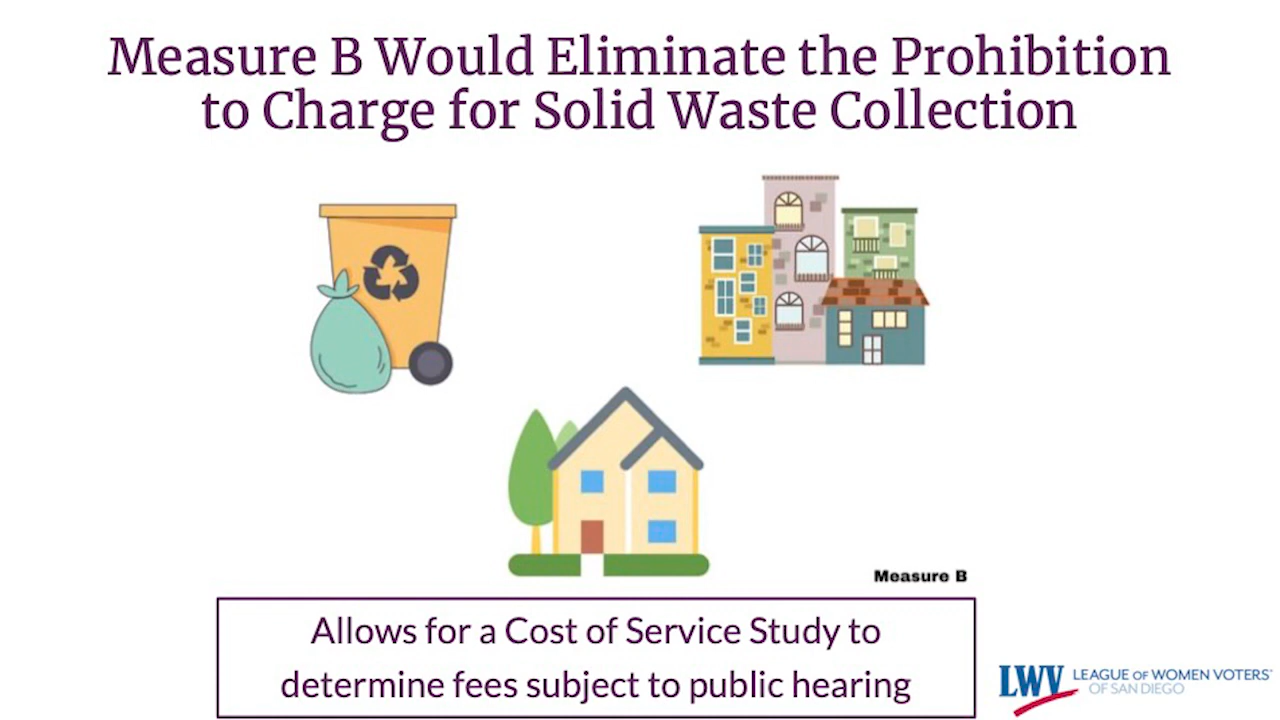 Measure B Would Eliminate the Prohibition
to Charge for Solid Waste Collection
Measure B
Allows for a Cost of Service Study to
determine fees subject to public hearing
LWV LEAGUE OF WOMEN VOTERS®
OF SAN DIEGO